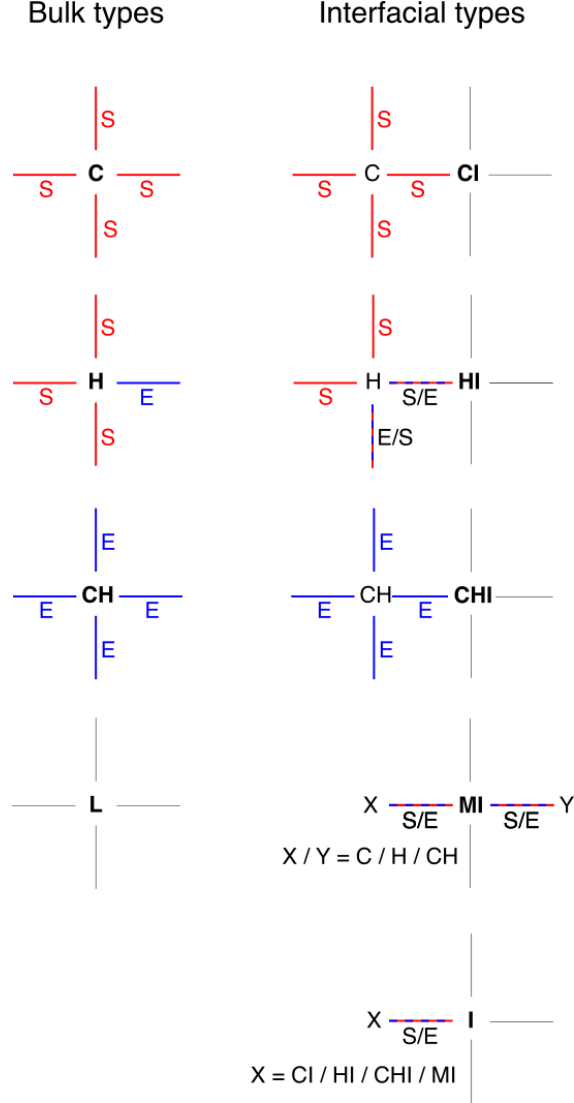 Bulk types Interfacial types
S S
S C S S C S CI
S S
S S
S H E S H S/E HI
S E/S
E E
E CH E E CH E CHI
E E
L X S/E MI S/E Y
X / Y = C / H / CH
X S/E I
X = CI / HI / CHI / MI